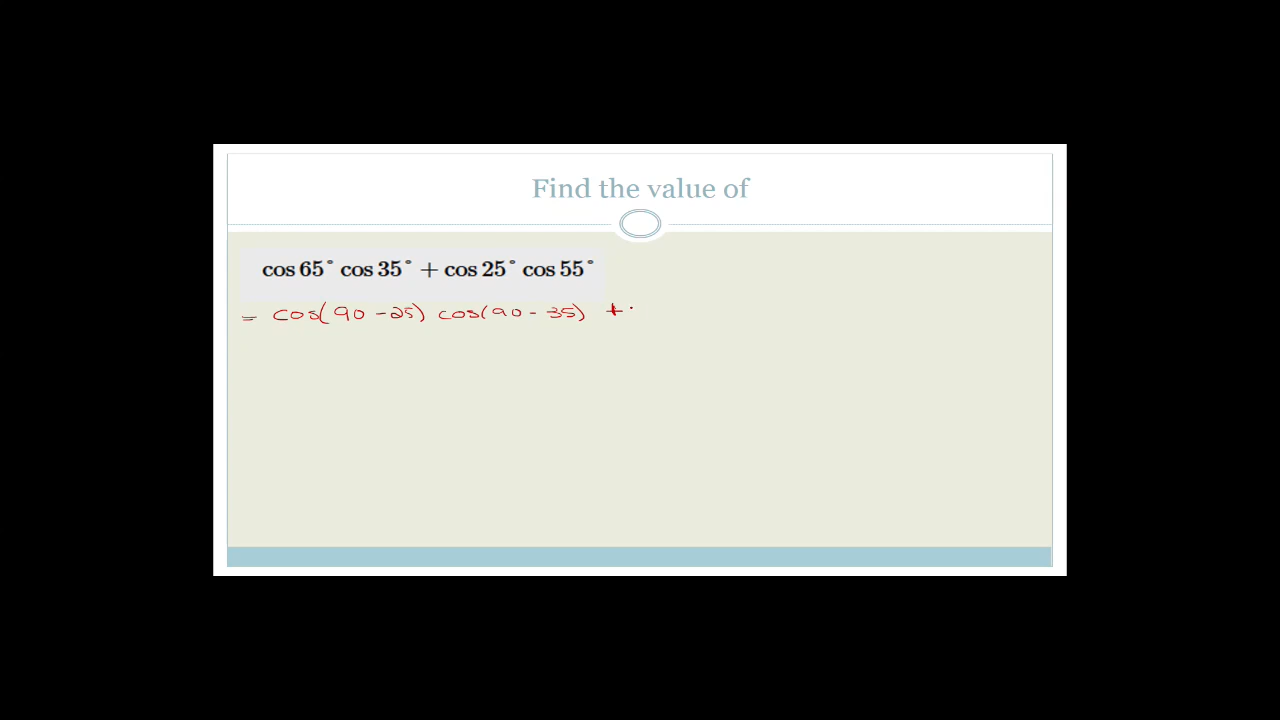 Find the value of
cos 65° cos 35° + cos 25° cos 55°
= cos(90 - 25) cos(90 - 35) +